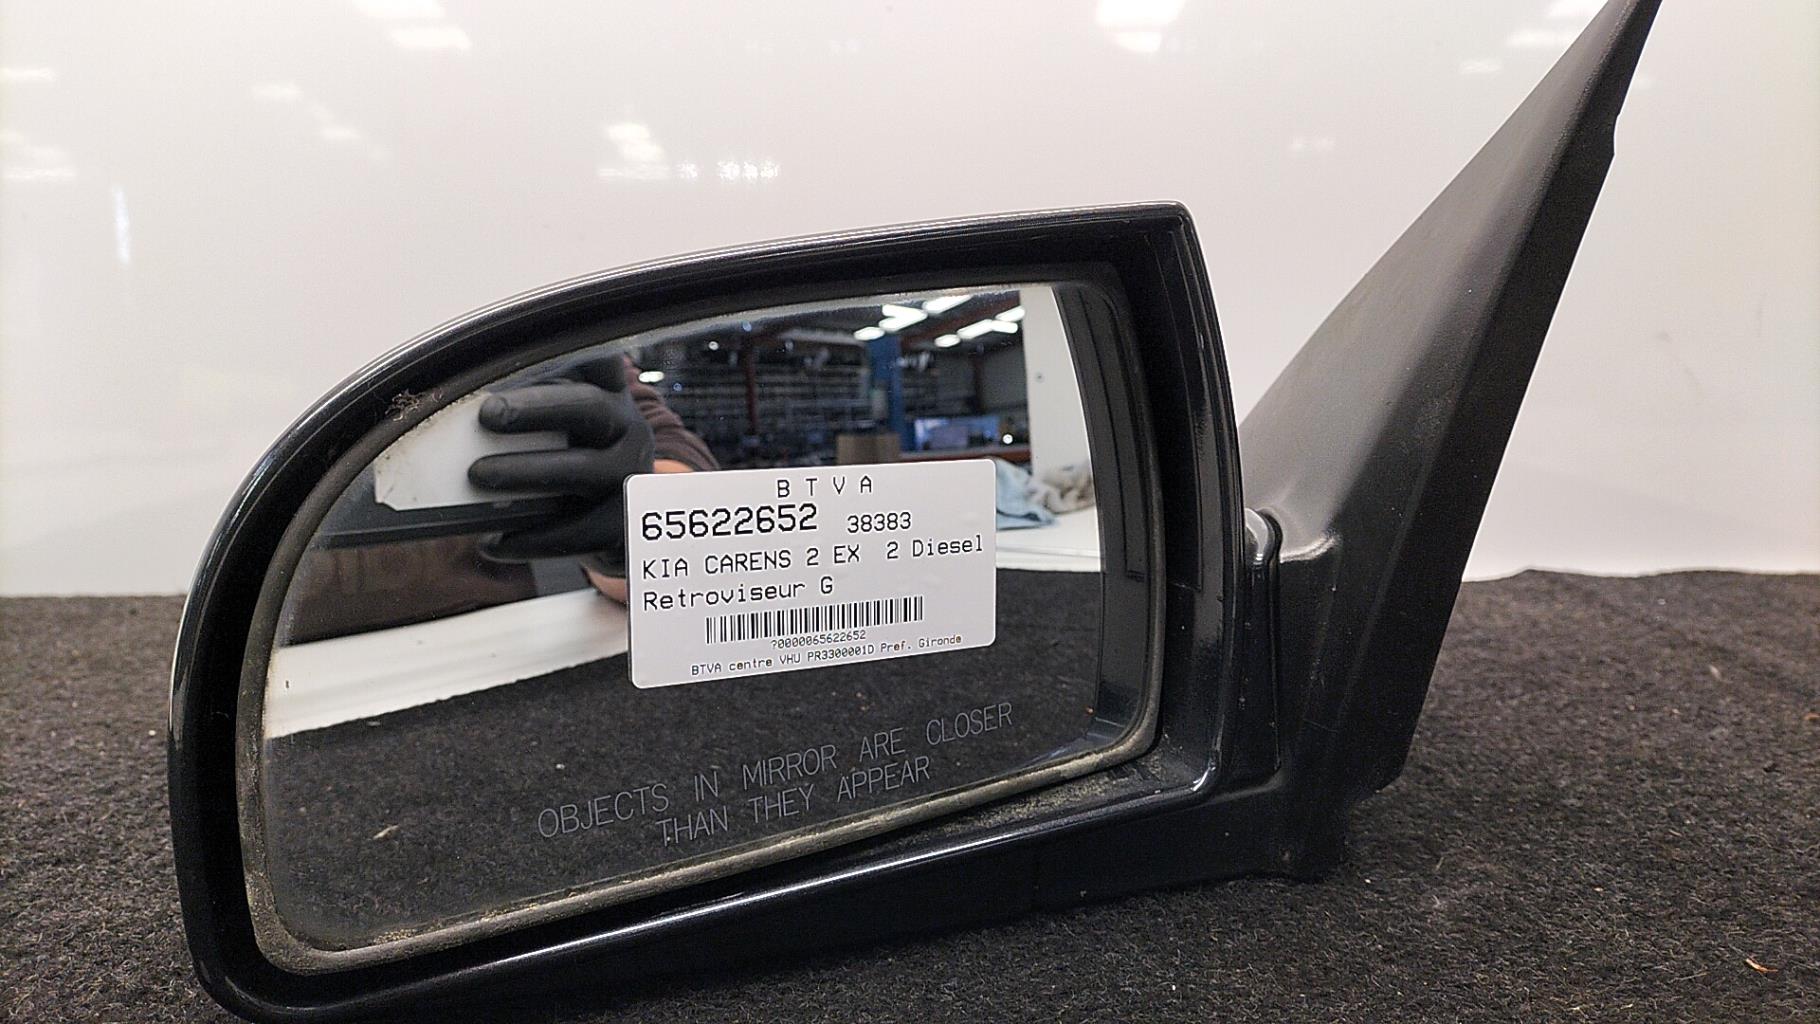 B T V A
65622652 38383
KIA CARENS 2 EX 2 Diesel
Retroviseur G
?0000065622652
BTVA centre VHU PR3300001D Pref. Gironde
OBJECTS IN MIRROR ARE CLOSER
THAN THEY APPEAR